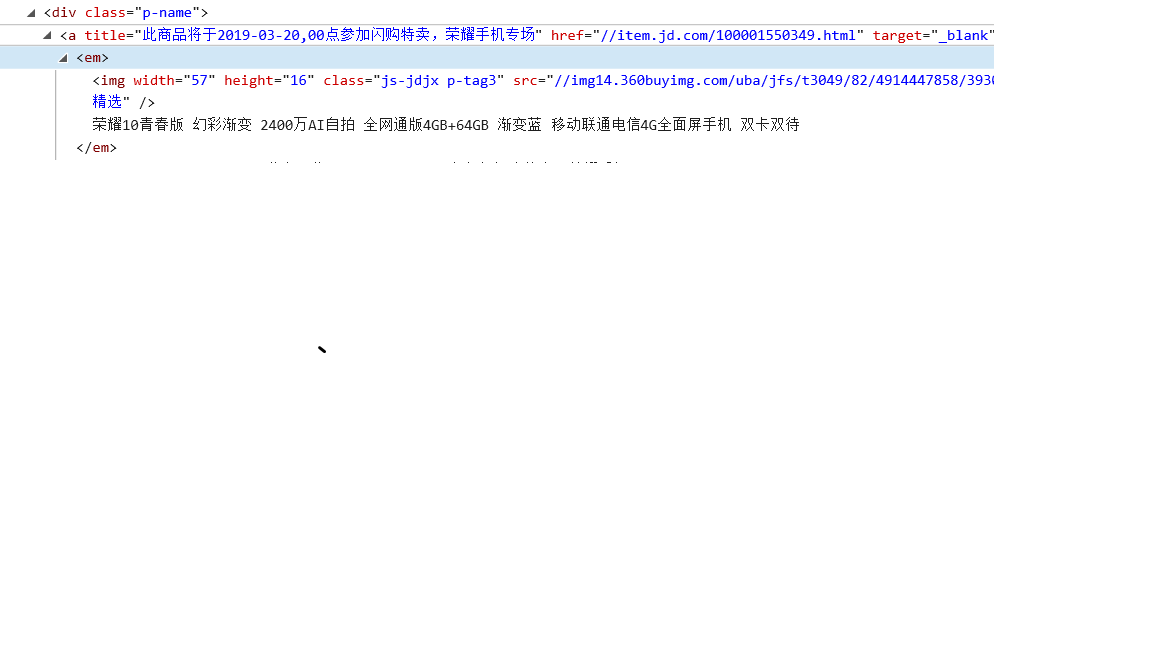 <div class="p-name">
<a title="此商品将于2019-03-20,00点参加闪购特卖，荣耀手机专场" href="//item.jd.com/100001550349.html" target="_blank"
<em>
<img width="57" height="16" class="js-jdjx p-tag3" src="//img14.360buyimg.com/uba/jfs/t3049/82/4914447858/3930
精选" />
荣耀10青春版 幻彩渐变 2400万AI自拍 全网通版4GB+64GB 渐变蓝 移动联通电信4G全面屏手机 双卡双待
</em>